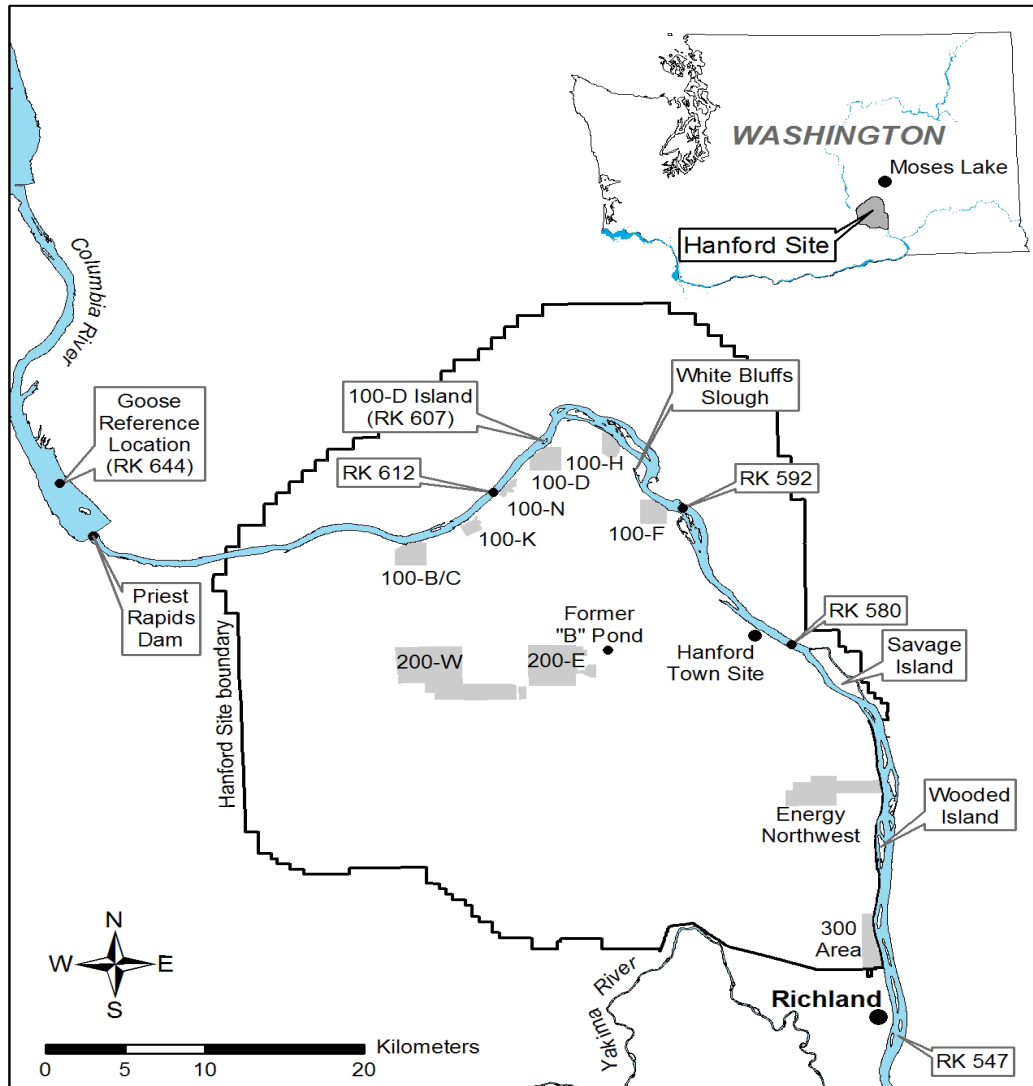 WASHINGTON
Moses Lake
Hanford Site
Columbia River
Goose
Reference
Location
(RK 644)
100-D Island
(RK 607)
White Bluffs
Slough
RK 612
100-H
100-D
RK 592
100-N
100-F
100-K
100-B/C
Priest
Rapids
Dam
Hanford Site boundary
Former
"B" Pond
RK 580
200-W
200-E
Hanford
Town Site
Savage
Island
Energy
Northwest
Wooded
Island
300
Area
N
W E
S
Yakima River
Richland
Kilometers
0 5 10 20
RK 547